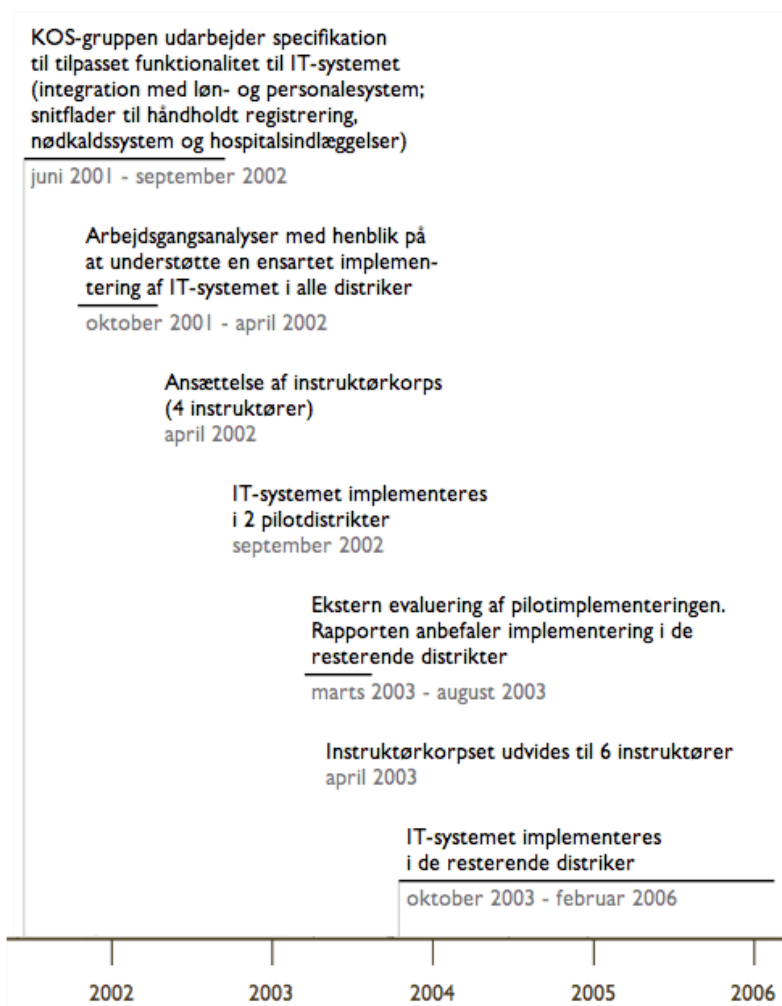 KOS-gruppen udarbejder specifikation
til tilpasset funktionalitet til IT-systemet
(integration med løn- og personalesystem;
snitflader til håndholdt registrering,
nødkaldssystem og hospitalsindlæggelser)
juni 2001 - september 2002
Arbejdsgangsanalyser med henblik på
at understøtte en ensartet implemen-
tering af IT-systemet i alle distriker
oktober 2001 - april 2002
Ansættelse af instruktørkorps
(4 instruktører)
april 2002
IT-systemet implementeres
i 2 pilotdistrikter
september 2002
Ekstern evaluering af pilotimplementeringen.
Rapporten anbefaler implementering i de
resterende distrikter
marts 2003 - august 2003
Instruktørkorpset udvides til 6 instruktører
april 2003
IT-systemet implementeres
i de resterende distriker
oktober 2003 - februar 2006
2002 2003 2004 2005 2006